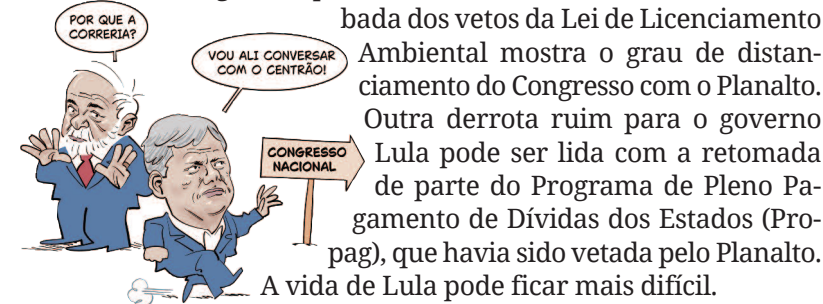 POR QUE A
CORRERIA?
VOU ALI CONVERSAR
COM O CENTRÃO!
CONGRESSO
NACIONAL
bada dos vetos da Lei de Licenciamento
Ambiental mostra o grau de distan-
ciamento do Congresso com o Planalto.
Outra derrota ruim para o governo
Lula pode ser lida com a retomada
de parte do Programa de Pleno Pa-
gamento de Dívidas dos Estados (Pro-
pag), que havia sido vetada pelo Planalto.
A vida de Lula pode ficar mais difícil.